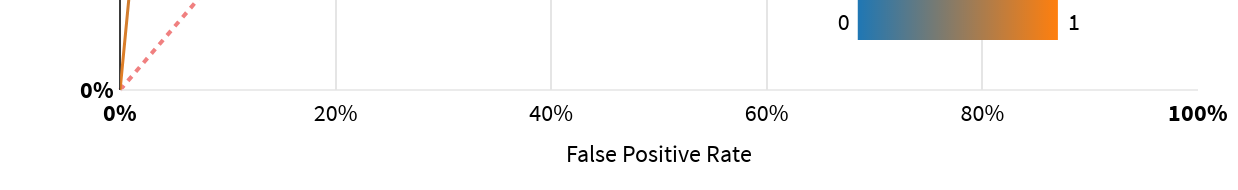 0 1
0%
0% 20% 40% 60% 80% 100%
False Positive Rate